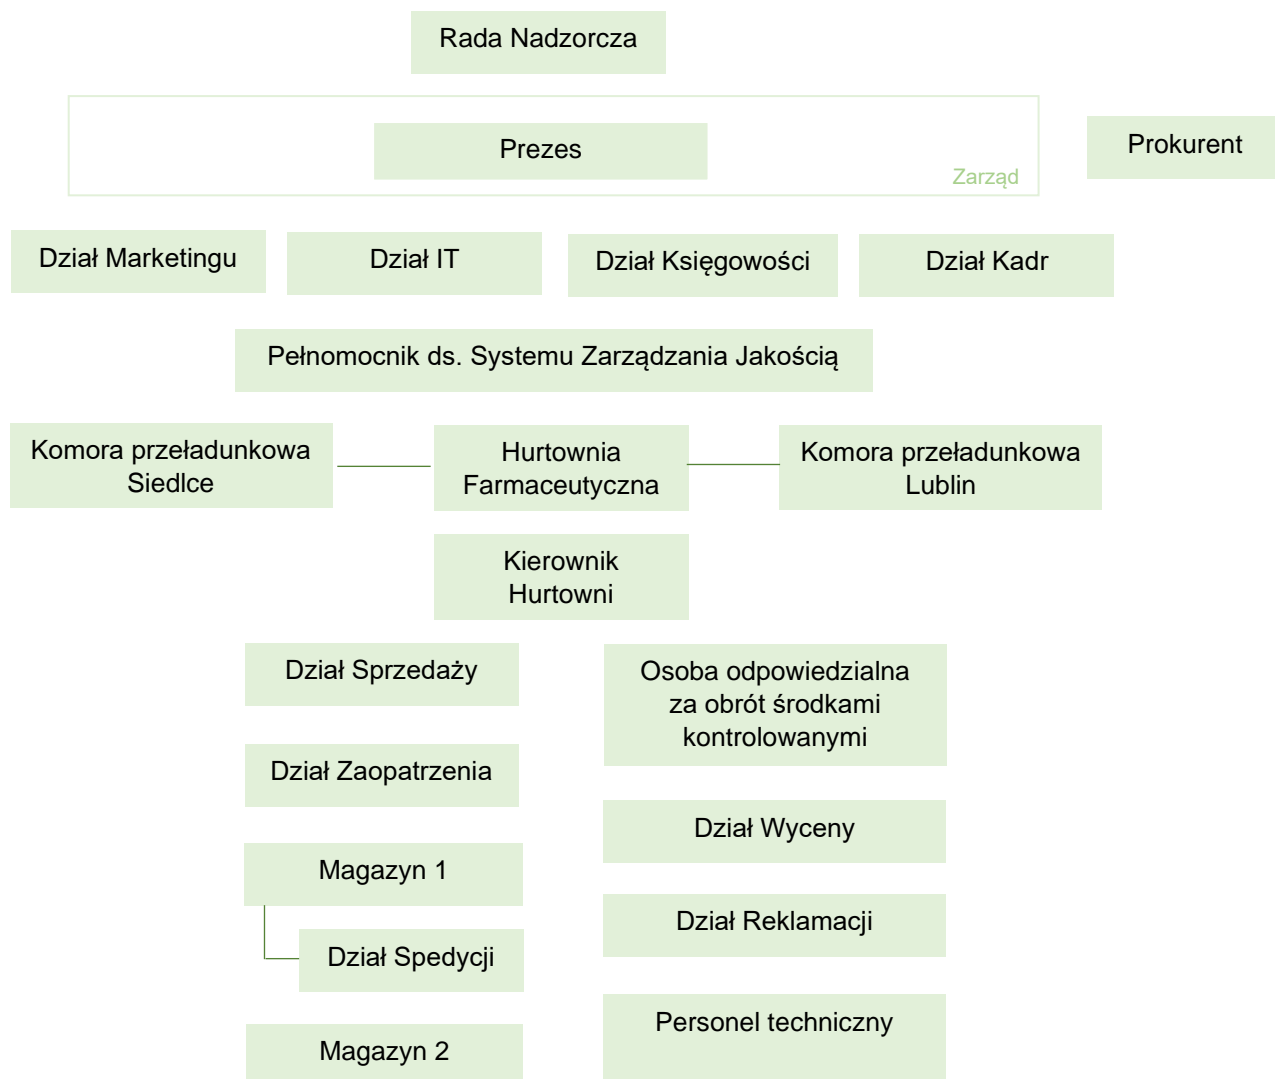 Rada Nadzorcza
Prezes
Zarząd
Prokurent
Dział Marketingu
Dział IT
Dział Księgowości
Dział Kadr
Pełnomocnik ds. Systemu Zarządzania Jakością
Komora przeładunkowa
Siedlce
Hurtownia
Farmaceutyczna
Komora przeładunkowa
Lublin
Kierownik
Hurtowni
Dział Sprzedaży
Osoba odpowiedzialna
za obrót środkami
kontrolowanymi
Dział Zaopatrzenia
Dział Wyceny
Magazyn 1
Dział Reklamacji
Dział Spedycji
Personel techniczny
Magazyn 2